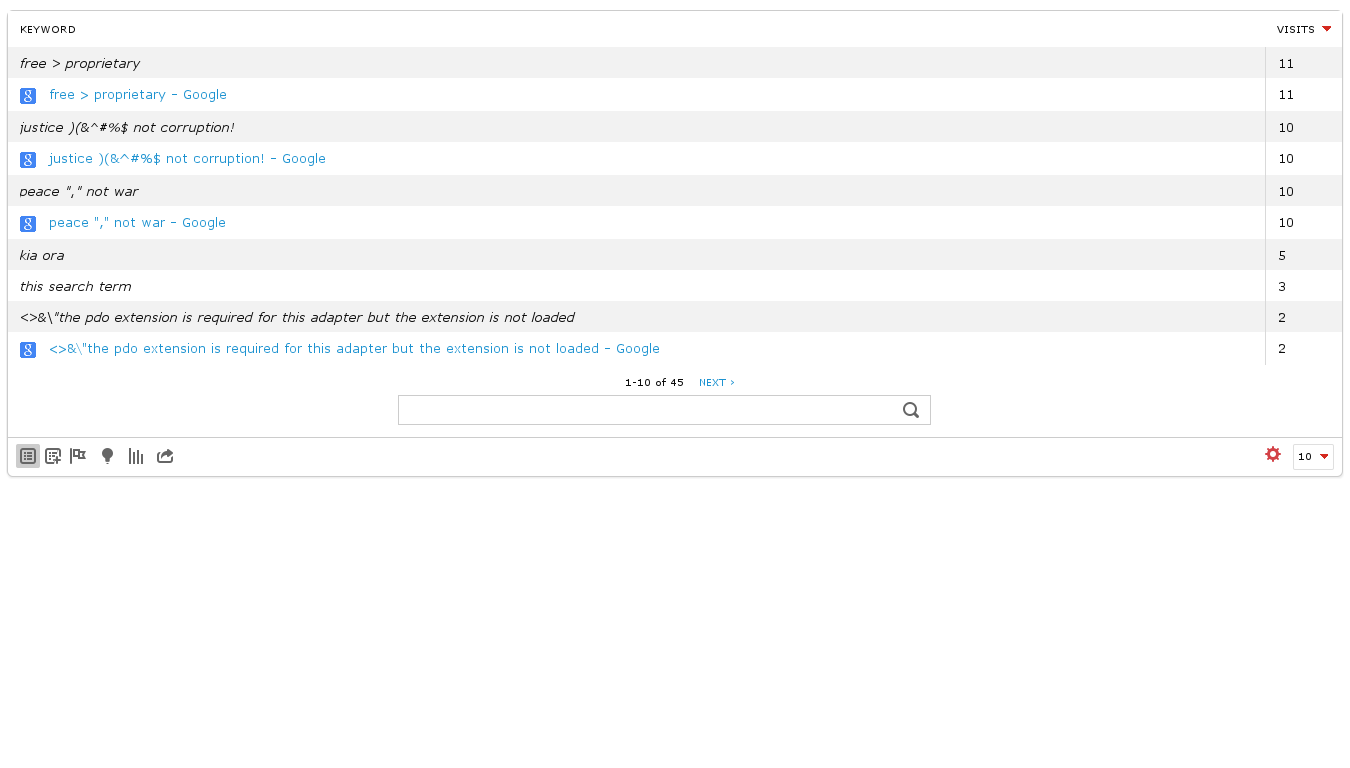 KEYWORD VISITS
free > proprietary 11
free > proprietary - Google 11
justice )(&^#%$ not corruption! 10
justice )(&^#%$ not corruption! - Google 10
peace "," not war 10
peace "," not war - Google 10
kia ora 5
this search term 3
<>&\"the pdo extension is required for this adapter but the extension is not loaded 2
<>&\"the pdo extension is required for this adapter but the extension is not loaded - Google 2
1-10 of 45 NEXT ›
10